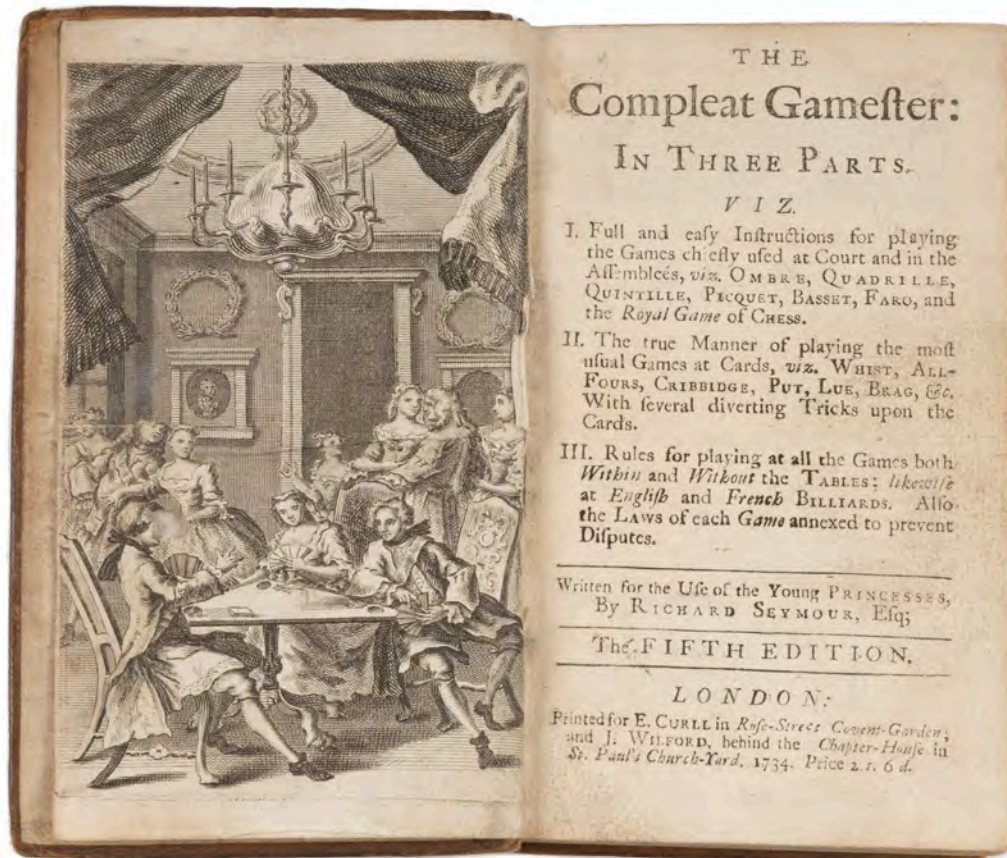 THE
Compleat Gameſter:
IN THREE PARTS.
VIZ.
I. Full and eaſy Inſtructions for playing
the Games chiefly uſed at Court and in the
Aſſemblees, viz. OMBRE, QUADRILLE,
QUINTILLE, PICQUET, BASSET, FARO, and
the Royal Game of CHESS.
II. The true Manner of playing the moſt
uſual Games at Cards, viz. WHIST, ALL-
FOURS, CRIBBIDGE, PUT, LUE, BRAG, &c.
With ſeveral diverting Tricks upon the
Cards.
III. Rules for playing at all the Games both
Within and Without the TABLES; likewiſe
at Engliſh and French BILLIARDS. Alſo
the LAWS of each Game annexed to prevent
Diſputes.
Written for the Uſe of the Young PRINCESSES,
By RICHARD SEYMOUR, Eſq;
The FIFTH EDITION.
LONDON:
Printed for E. CURLL in Roſe-Street Covent-Garden;
and J. WILFORD, behind the Chapter-Houſe in
St. Paul's Church-Yard, 1734. Price 2 s. 6 d.